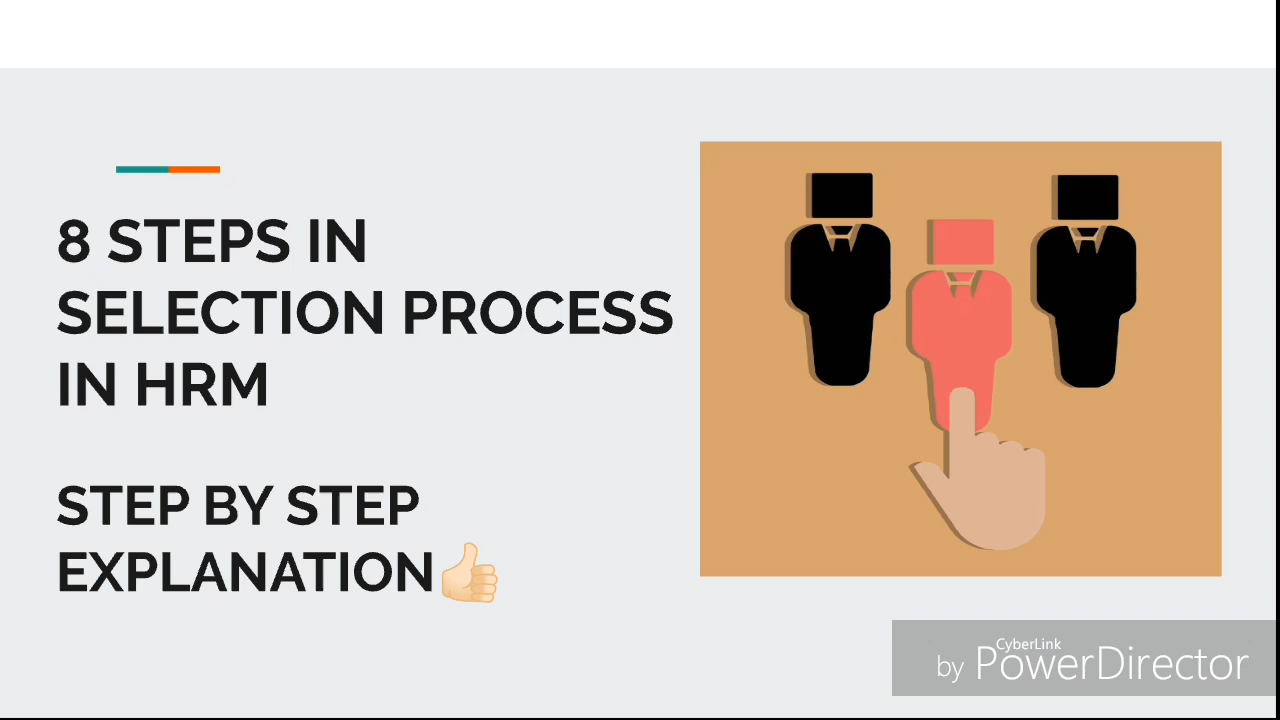 8 STEPS IN
SELECTION PROCESS
IN HRM
STEP BY STEP
EXPLANATION👍🏻
CyberLink
by PowerDirector